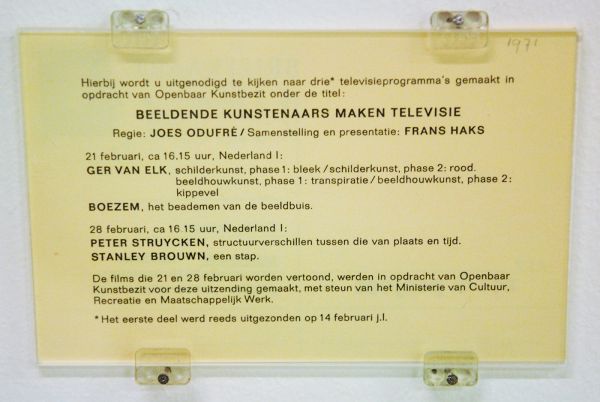 1971
Hierbij wordt u uitgenodigd te kijken naar drie* televisieprogramma's gemaakt in
opdracht van Openbaar Kunstbezit onder de titel:
BEELDENDE KUNSTENAARS MAKEN TELEVISIE
Regie: JOES ODUFRÉ / Samenstelling en presentatie: FRANS HAKS
21 februari, ca 16.15 uur, Nederland I:
GER VAN ELK, schilderkunst, phase 1: bleek / schilderkunst, phase 2: rood.
beeldhouwkunst, phase 1: transpiratie / beeldhouwkunst, phase 2:
kippevel
BOEZEM, het beademen van de beeldbuis.
28 februari, ca 16.15 uur, Nederland I:
PETER STRUYCKEN, structuurverschillen tussen die van plaats en tijd.
STANLEY BROUWN, een stap.
De films die 21 en 28 februari worden vertoond, werden in opdracht van Openbaar
Kunstbezit voor deze uitzending gemaakt, met steun van het Ministerie van Cultuur,
Recreatie en Maatschappelijk Werk.
* Het eerste deel werd reeds uitgezonden op 14 februari j.l.